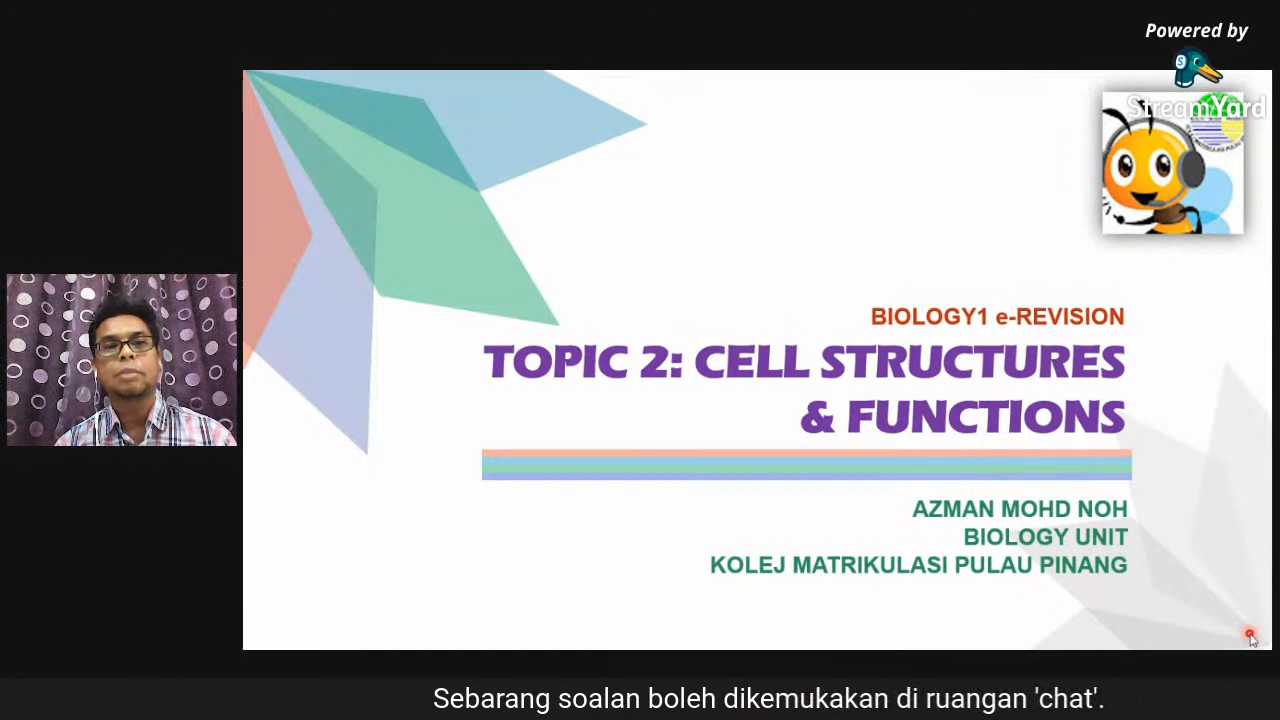 Powered by
StreamYard
BIOLOGY1 e-REVISION
TOPIC 2: CELL STRUCTURES
& FUNCTIONS
AZMAN MOHD NOH
BIOLOGY UNIT
KOLEJ MATRIKULASI PULAU PINANG
Sebarang soalan boleh dikemukakan di ruangan 'chat'.